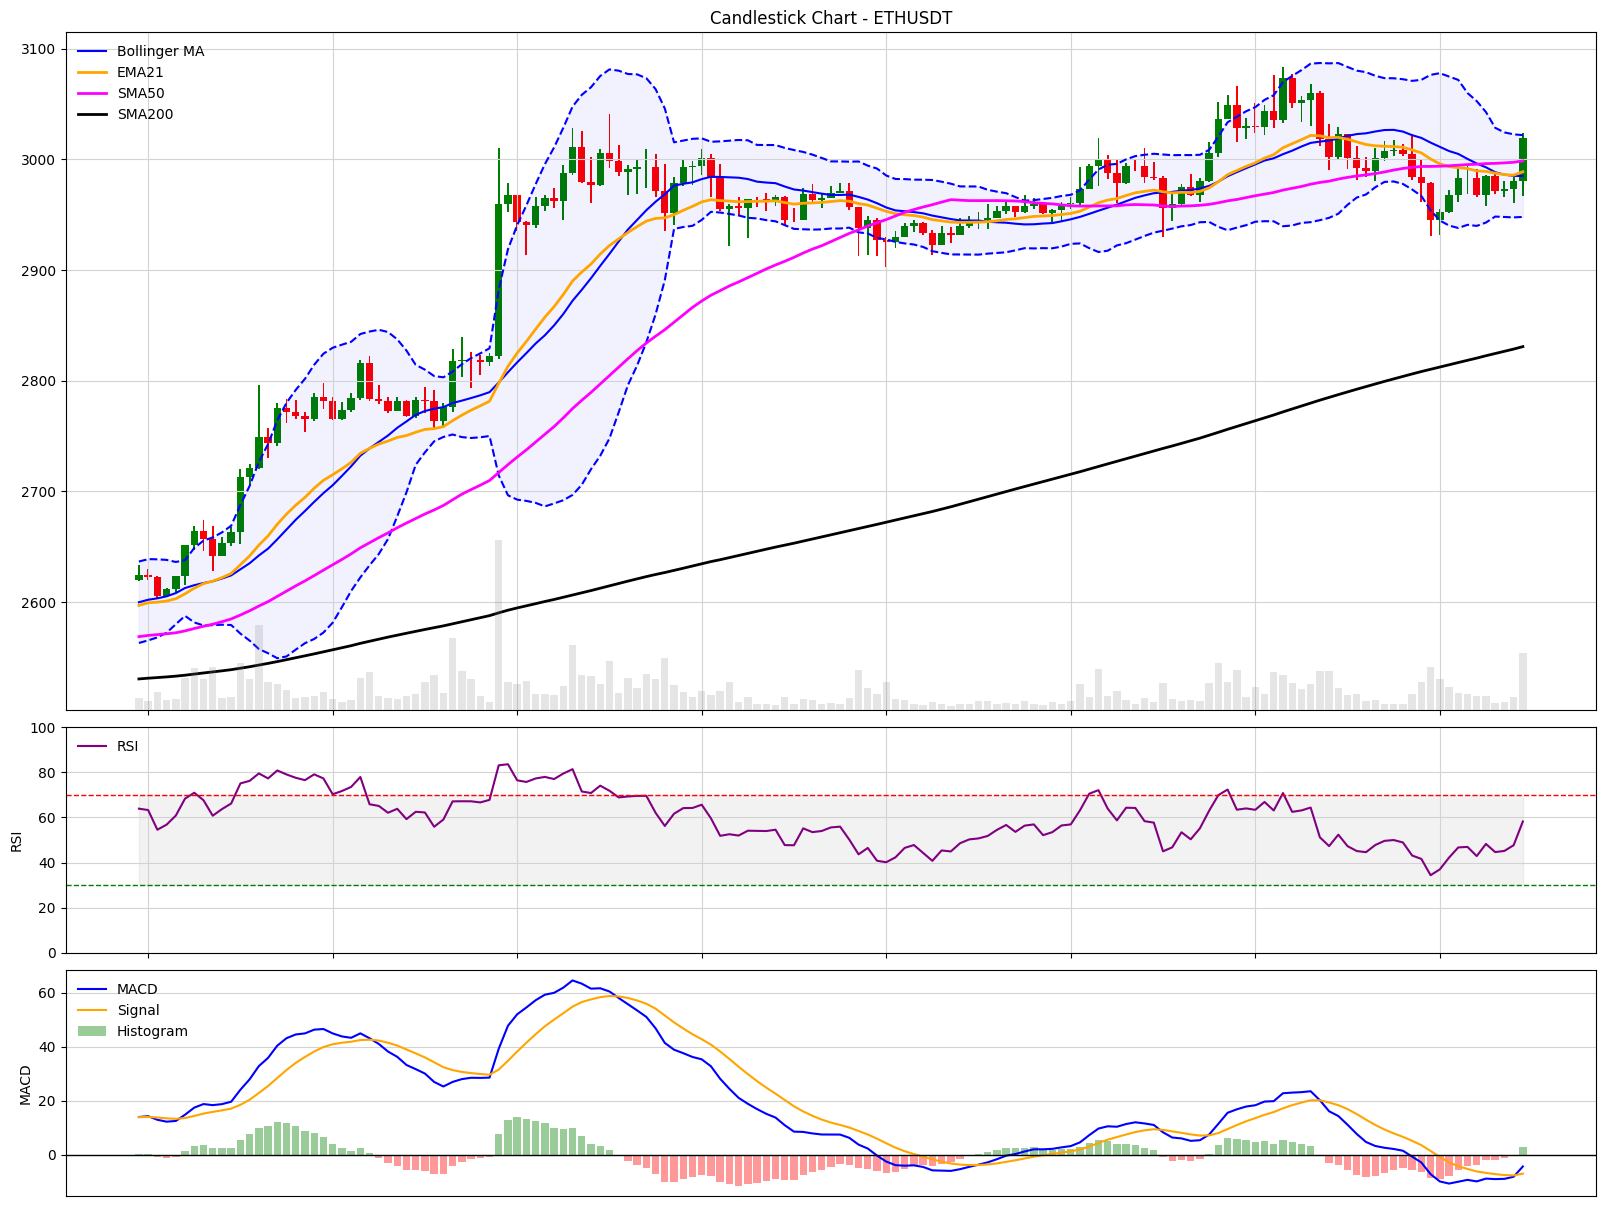 Candlestick Chart - ETHUSDT
3100
3000
2900
2800
2700
2600
Bollinger MA
EMA21
SMA50
SMA200
100
80
60
40
20
0
RSI
RSI
60
40
20
0
MACD
MACD
Signal
Histogram